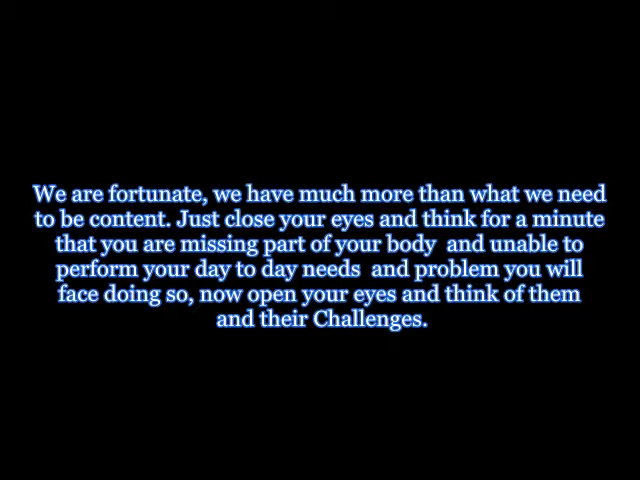 We are fortunate, we have much more than what we need
to be content. Just close your eyes and think for a minute
that you are missing part of your body  and unable to
perform your day to day needs  and problem you will
face doing so, now open your eyes and think of them
and their Challenges.